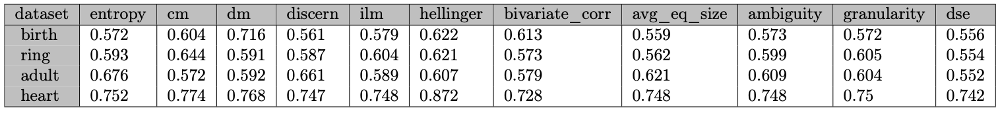 dataset entropy cm dm discern ilm hellinger bivariate_corr avg_eq_size ambiguity granularity dse
birth 0.572 0.604 0.716 0.561 0.579 0.622 0.613 0.559 0.573 0.572 0.556
ring 0.593 0.644 0.591 0.587 0.604 0.621 0.573 0.562 0.599 0.605 0.554
adult 0.676 0.572 0.592 0.661 0.589 0.607 0.579 0.621 0.609 0.604 0.552
heart 0.752 0.774 0.768 0.747 0.748 0.872 0.728 0.748 0.748 0.75 0.742